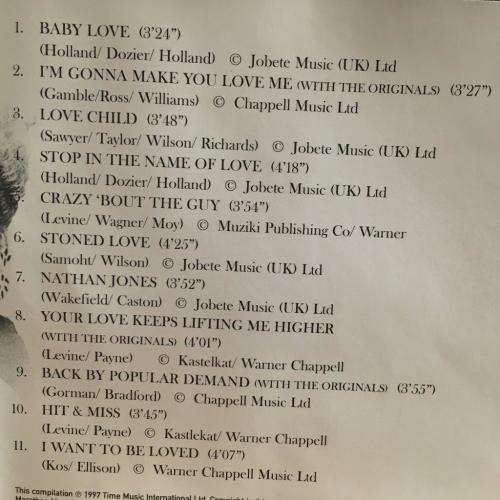 1. BABY LOVE (3'24")
(Holland/ Dozier/ Holland) © Jobete Music (UK) Ltd
2. I'M GONNA MAKE YOU LOVE ME (WITH THE ORIGINALS) (3'27")
(Gamble/Ross/ Williams) © Chappell Music Ltd
3. LOVE CHILD (3'48")
(Sawyer/ Taylor/ Wilson/ Richards) © Jobete Music (UK) Ltd
4. STOP IN THE NAME OF LOVE (4'18")
(Holland/ Dozier/ Holland) © Jobete Music (UK) Ltd
5. CRAZY 'BOUT THE GUY (3'54")
(Levine/ Wagner/ Moy) © Muziki Publishing Co/ Warner
6. STONED LOVE (4'25")
(Samoht/ Wilson) © Jobete Music (UK) Ltd
7. NATHAN JONES (3'52")
(Wakefield/ Caston) © Jobete Music (UK) Ltd
8. YOUR LOVE KEEPS LIFTING ME HIGHER
(WITH THE ORIGINALS) (4'01")
(Levine/ Payne) © Kastelkat/ Warner Chappell
9. BACK BY POPULAR DEMAND (WITH THE ORIGINALS) (3'55")
(Gorman/ Bradford) © Chappell Music Ltd
10. HIT & MISS (3'45")
(Levine/ Payne) © Kastlekat/ Warner Chappell
11. I WANT TO BE LOVED (4'07")
(Kos/ Ellison) © Warner Chappell Music Ltd
This compilation ℗ 1997 Time Music International Ltd.